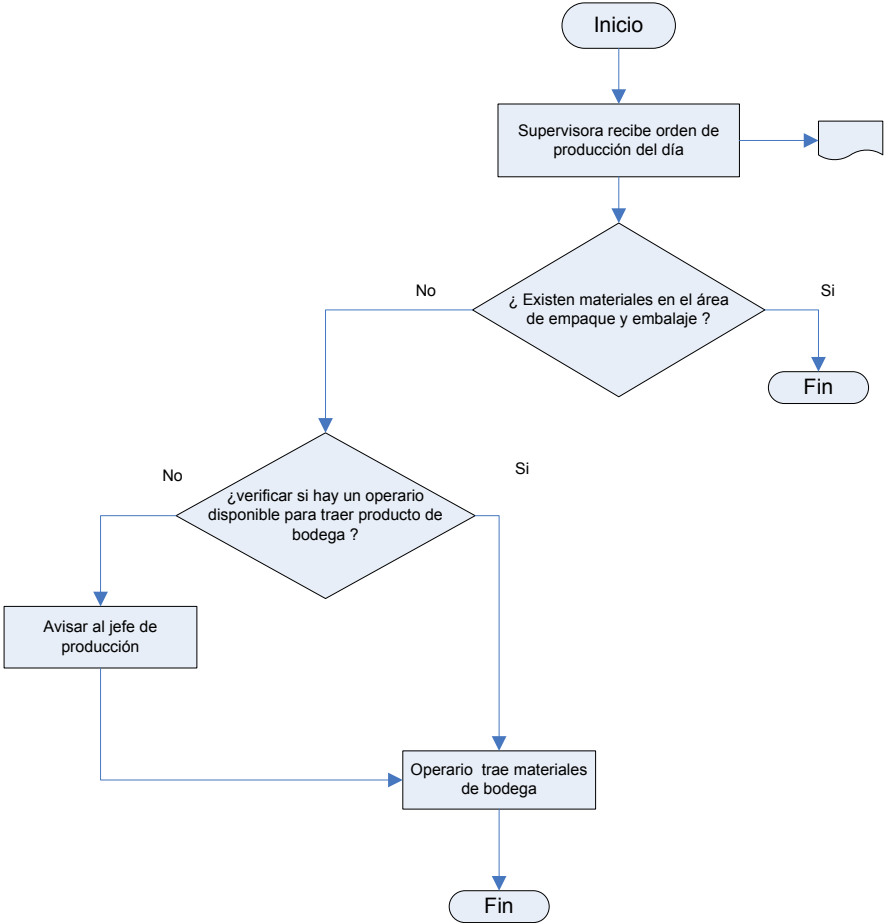 Inicio
Supervisora recibe orden de
producción del día
¿ Existen materiales en el área
de empaque y embalaje ?
No
Si
Fin
¿verificar si hay un operario
disponible para traer producto de
bodega ?
No
Si
Avisar al jefe de
producción
Operario  trae materiales
de bodega
Fin